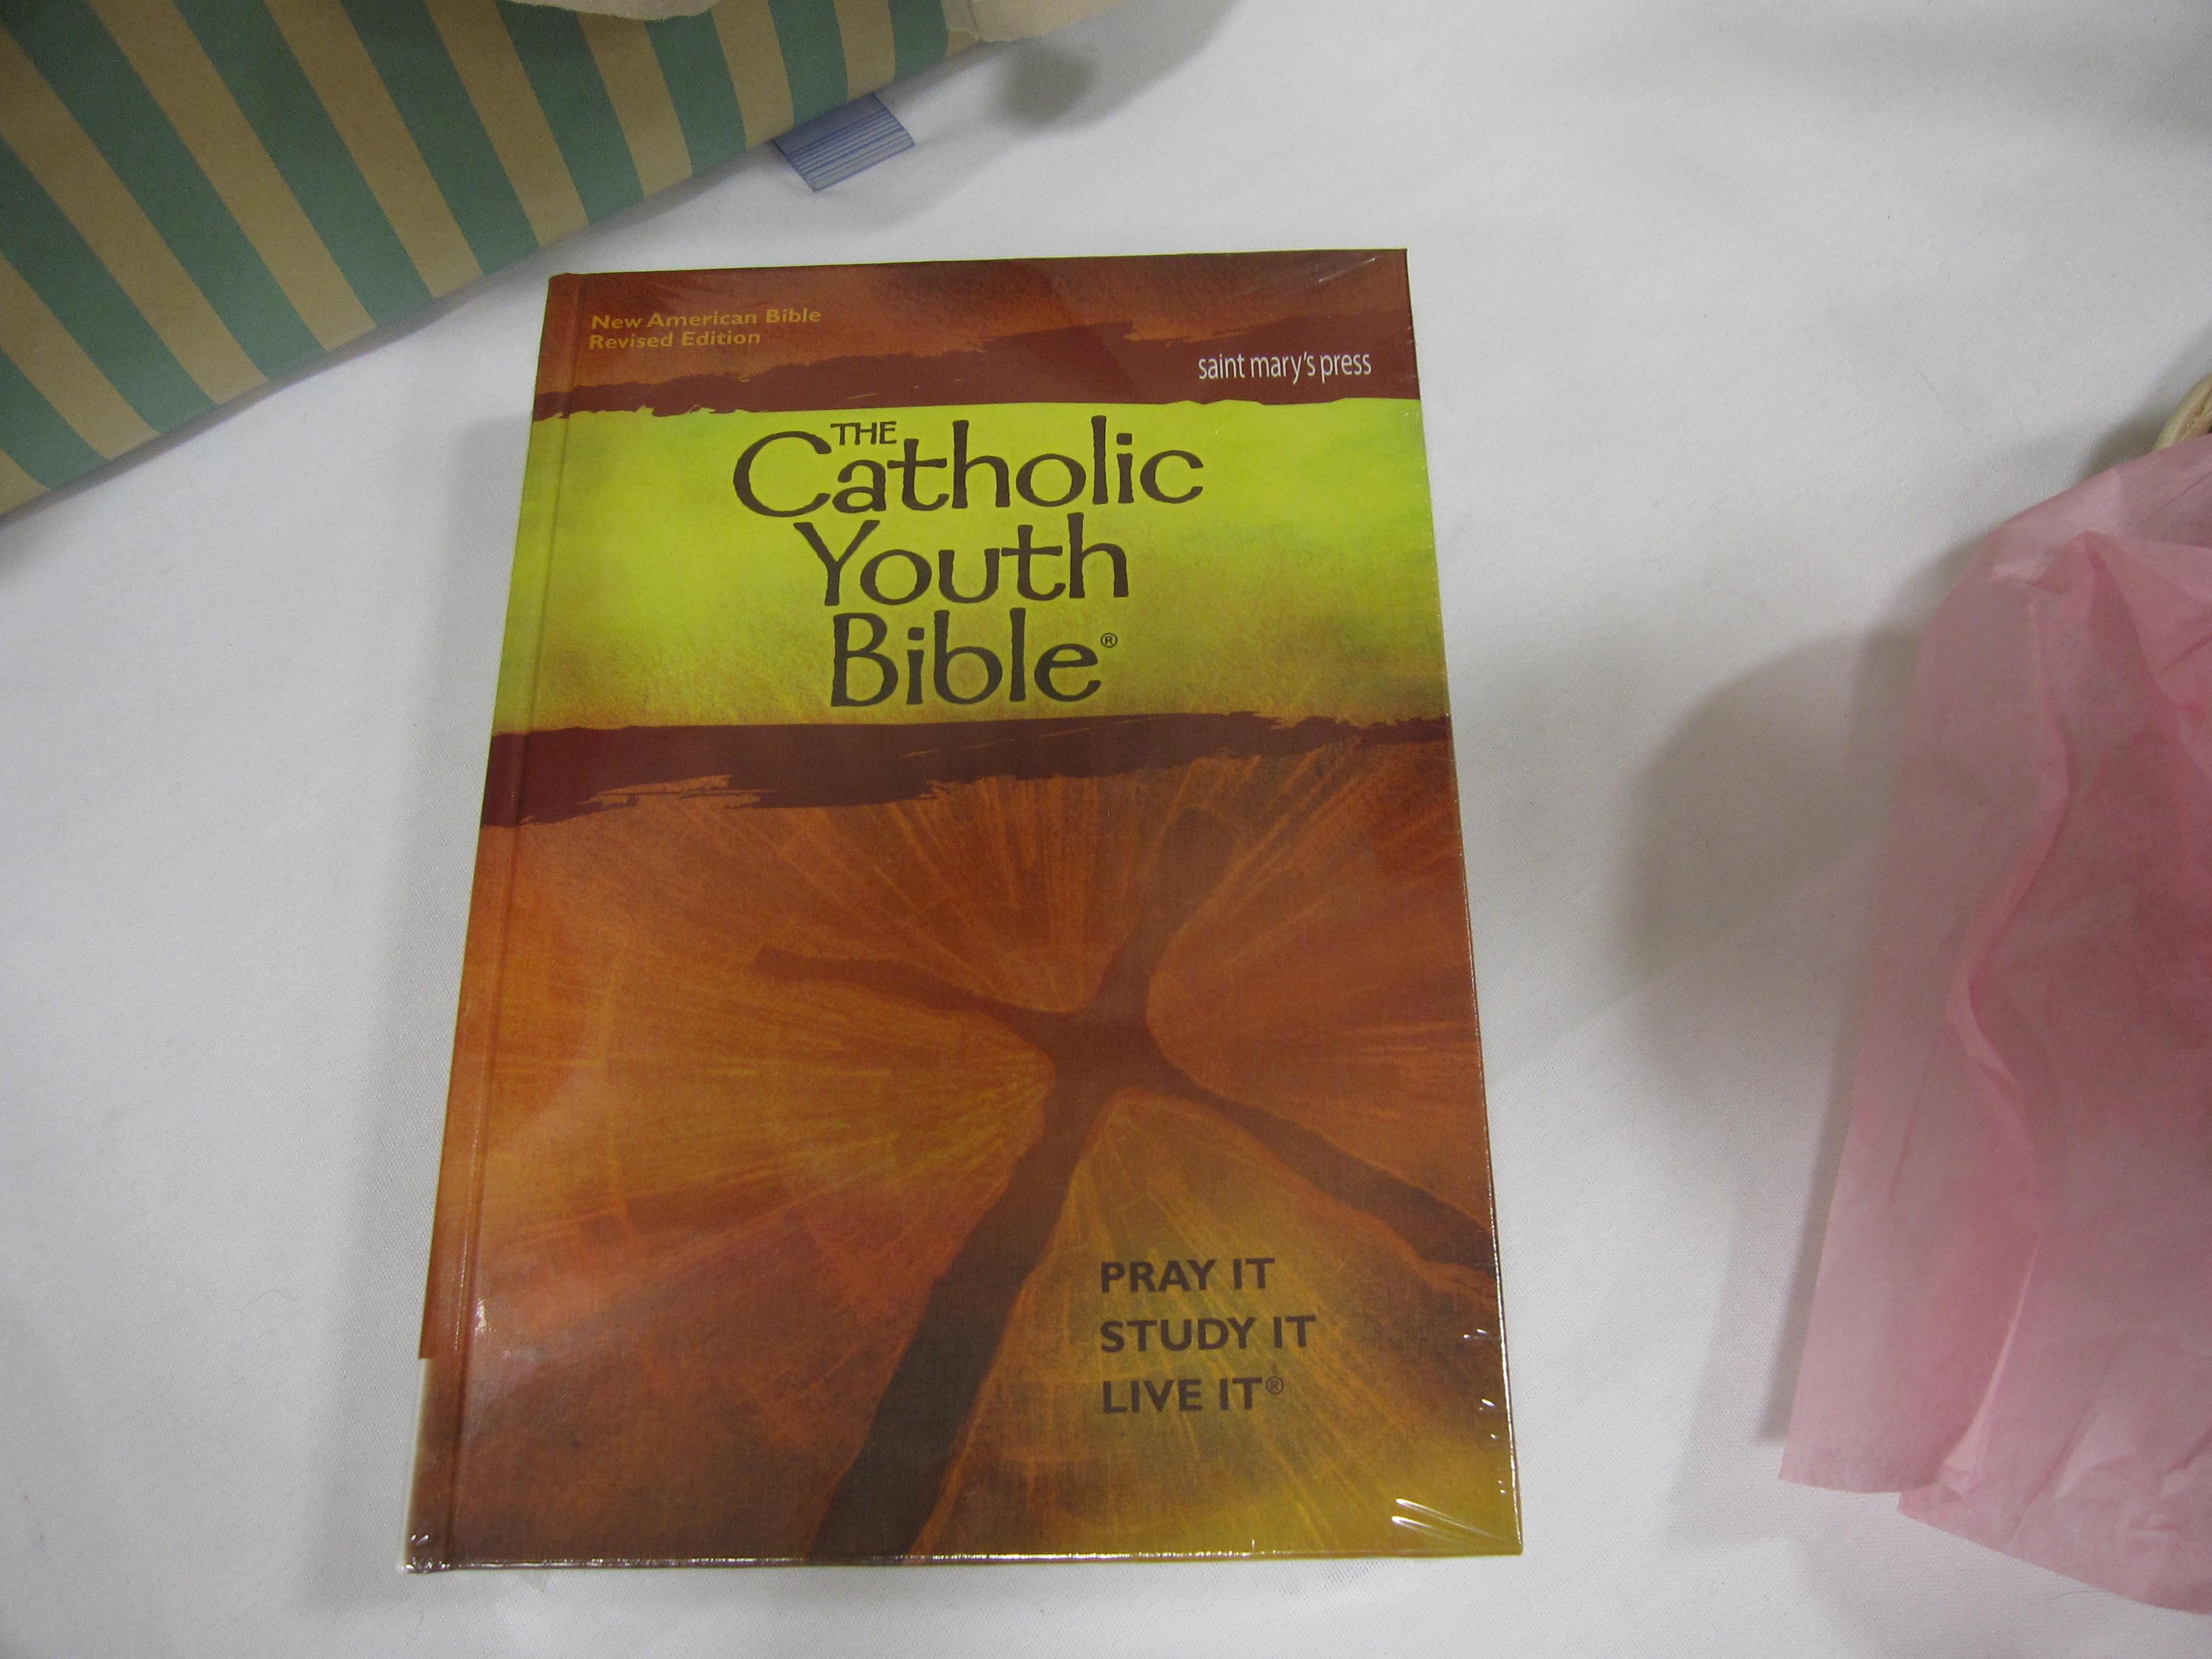 New American Bible
Revised Edition
saint mary's press
THE
Catholic
Youth
Bible®
PRAY IT
STUDY IT
LIVE IT®